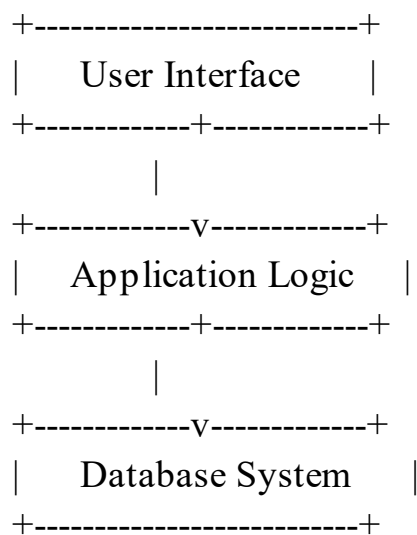 +---------------------------+
|     User Interface     |
+-------------+-------------+
|
+-------------v-------------+
|    Application Logic    |
+-------------+-------------+
|
+-------------v-------------+
|     Database System     |
+---------------------------+